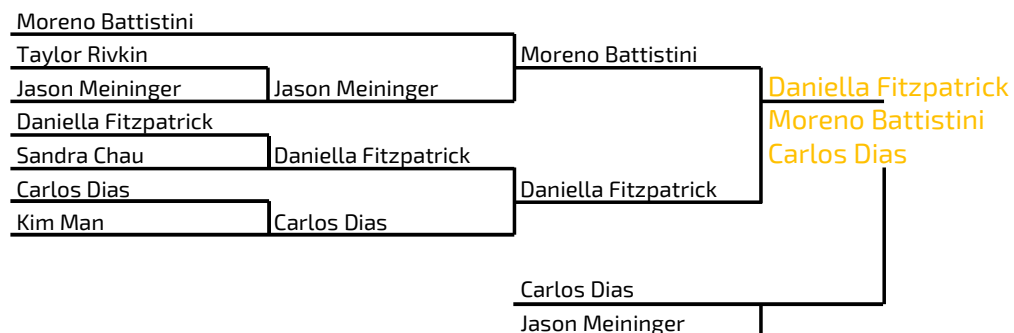 Moreno Battistini
Taylor Rivkin
Moreno Battistini
Jason Meininger
Jason Meininger
Daniella Fitzpatrick
Daniella Fitzpatrick
Moreno Battistini
Sandra Chau
Daniella Fitzpatrick
Carlos Dias
Carlos Dias
Daniella Fitzpatrick
Kim Man
Carlos Dias
Carlos Dias
Jason Meininger